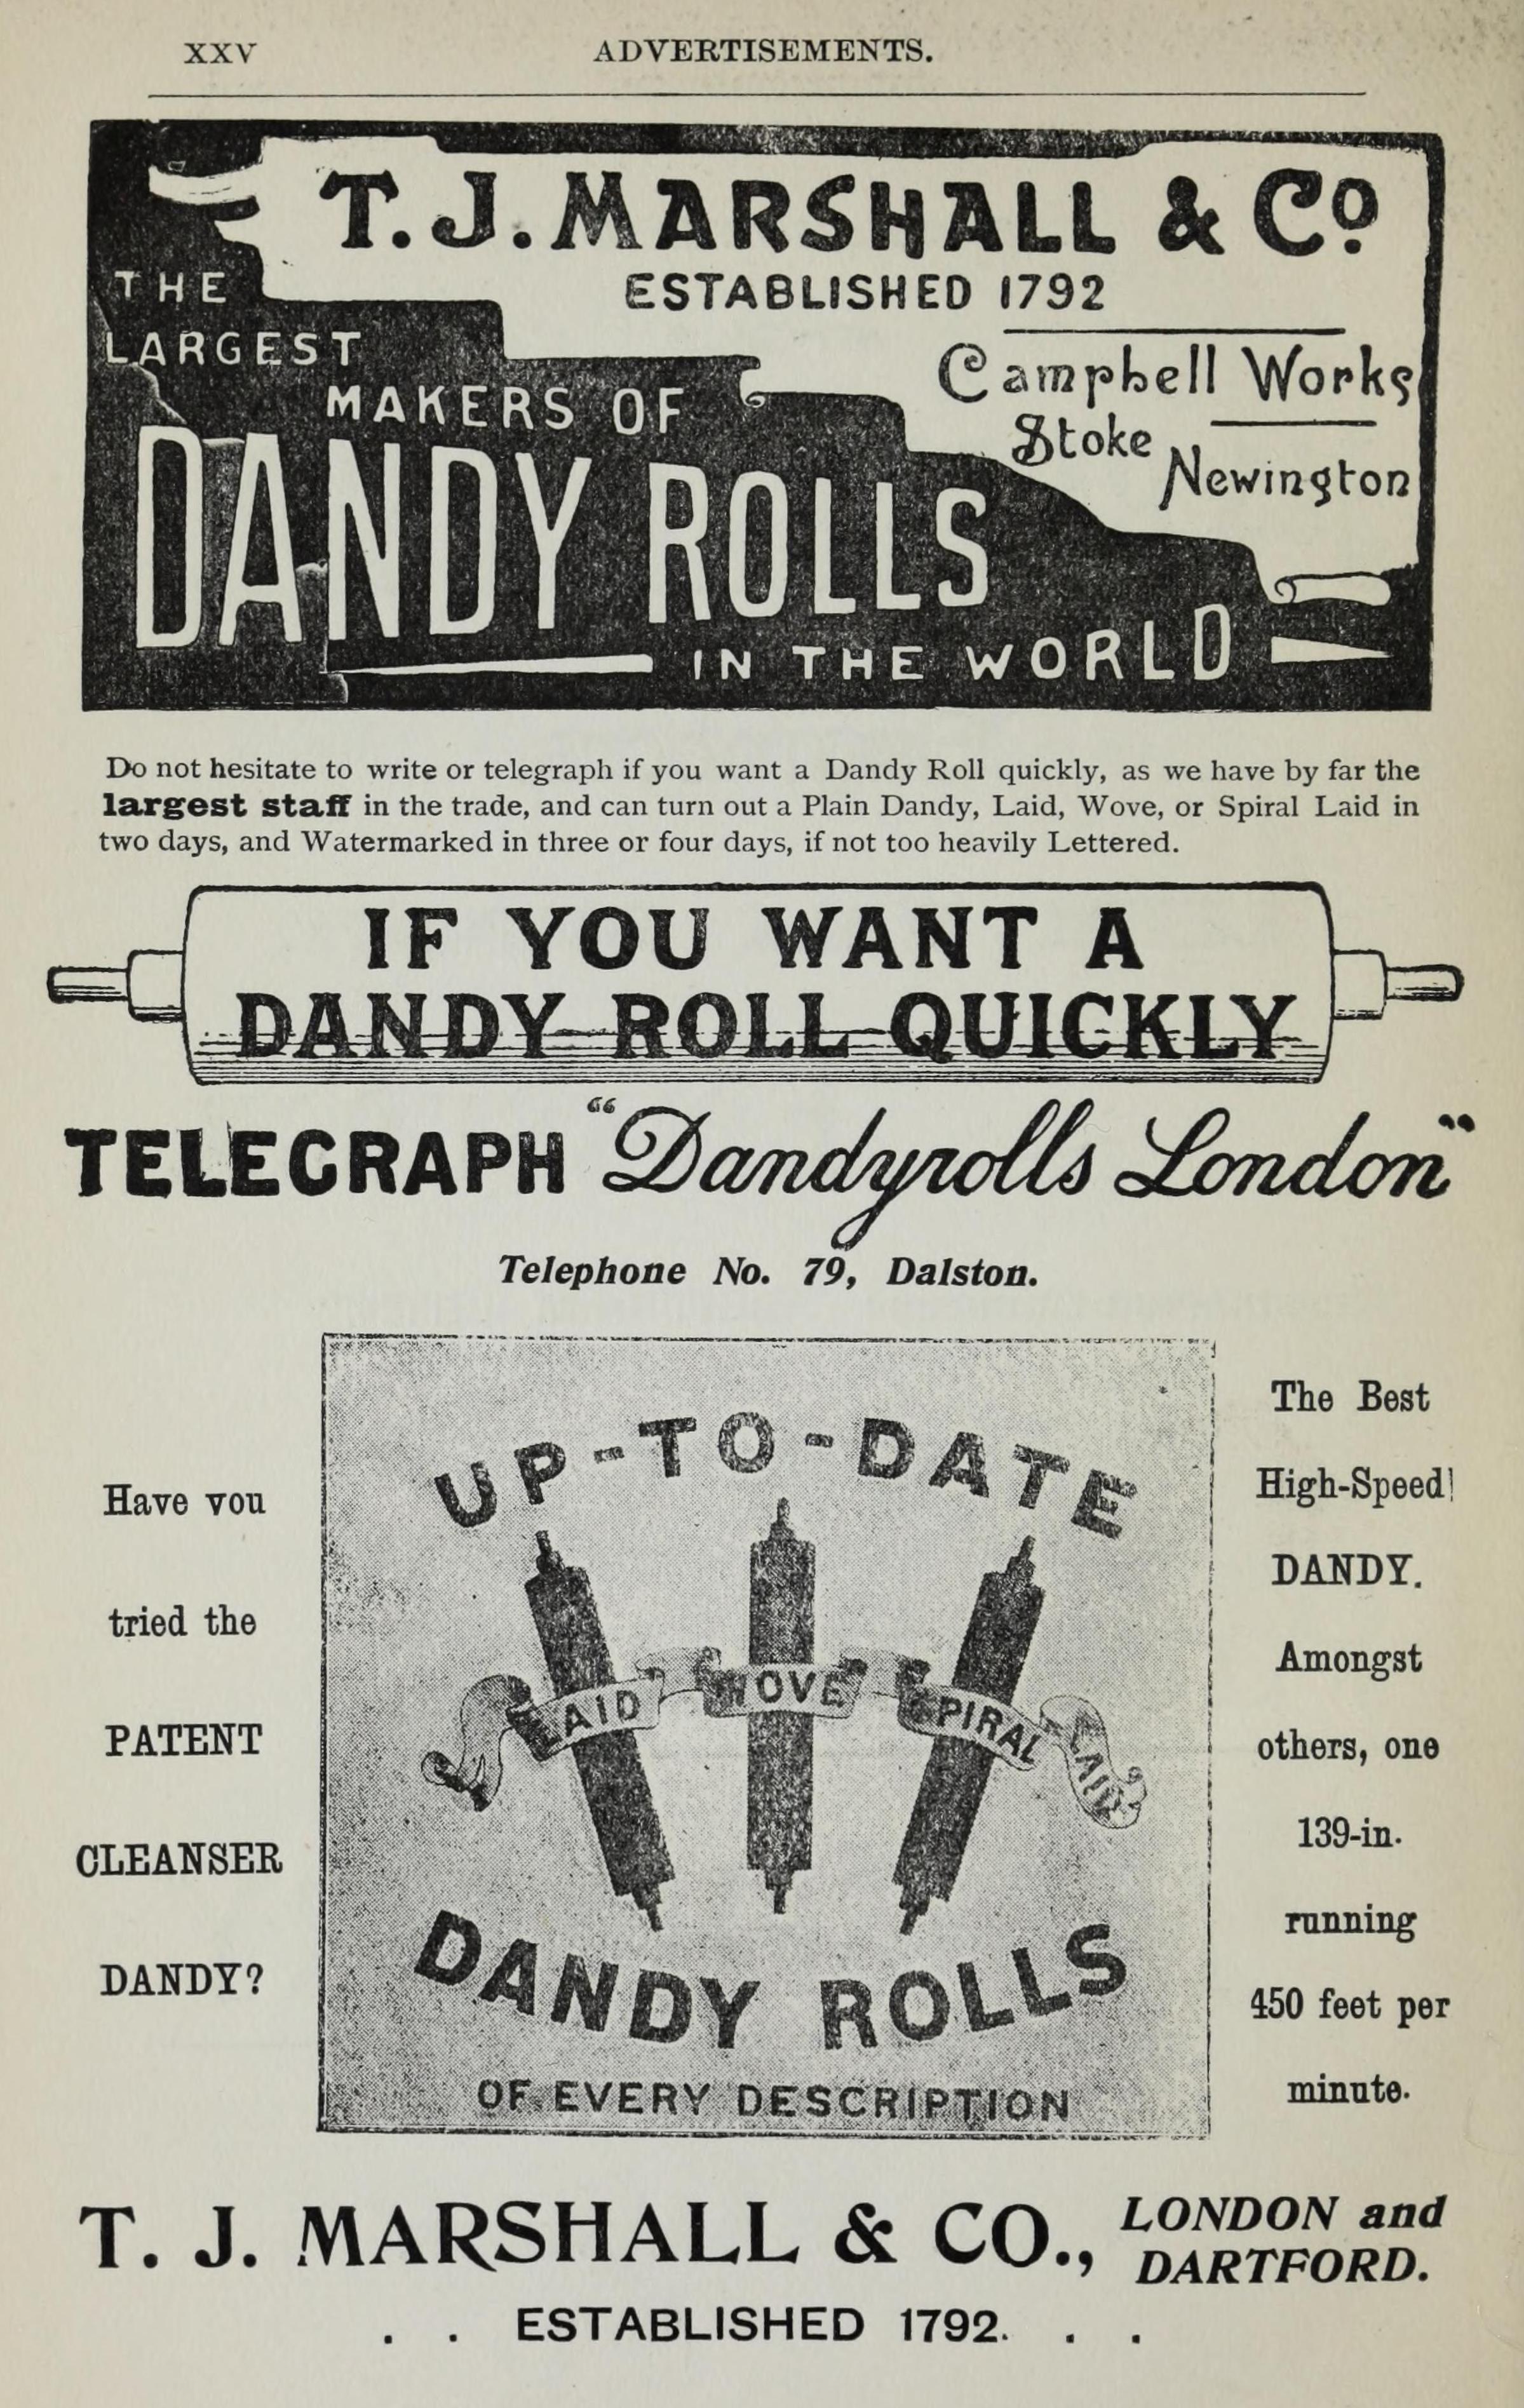 XXV
ADVERTISEMENTS.
T. J. MARSHALL & Co.
ESTABLISHED 1792
Campbell Works
Stoke
Newington
THE
LARGEST
MAKERS OF
DANDY ROLLS
IN THE WORLD
Do not hesitate to write or telegraph if you want a Dandy Roll quickly, as we have by far the
largest staff in the trade, and can turn out a Plain Dandy, Laid, Wove, or Spiral Laid in
two days, and Watermarked in three or four days, if not too heavily Lettered.
IF YOU WANT A
DANDY ROLL QUICKLY
TELEGRAPH "Dandyrolls London"
Telephone No. 79, Dalston.
Have you
tried the
PATENT
CLEANSER
DANDY?
UP-TO-DATE
LAID
WOVE
SPIRAL
LAID
DANDY ROLLS
OF EVERY DESCRIPTION
The Best
High-Speed
DANDY.
Amongst
others, one
139-in.
running
450 feet per
minute.
T. J. MARSHALL & CO., LONDON and
DARTFORD.
. . ESTABLISHED 1792. . .